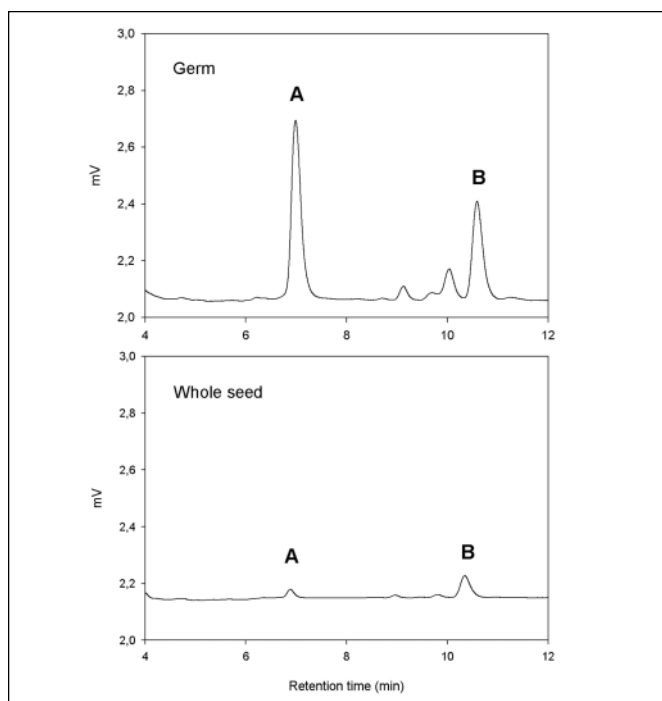 3,0
Germ
A
2,8
2,6
mV
B
2,4
2,2
2,0
4 6 8 10 12
3,0
Whole seed
2,8
2,6
mV
2,4
A B
2,2
2,0
4 6 8 10 12
Retention time (min)